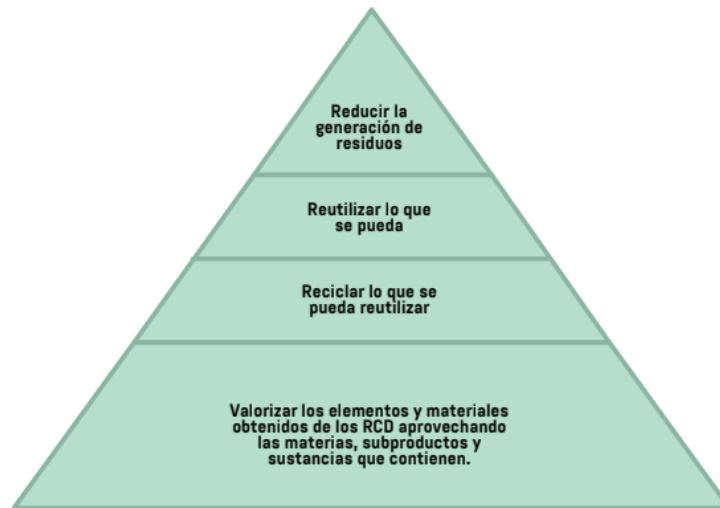 Reducir la
generación de
residuos
Reutilizar lo que
se pueda
Reciclar lo que se
pueda reutilizar
Valorizar los elementos y materiales
obtenidos de los RCD aprovechando
las materias, subproductos y
sustancias que contienen.